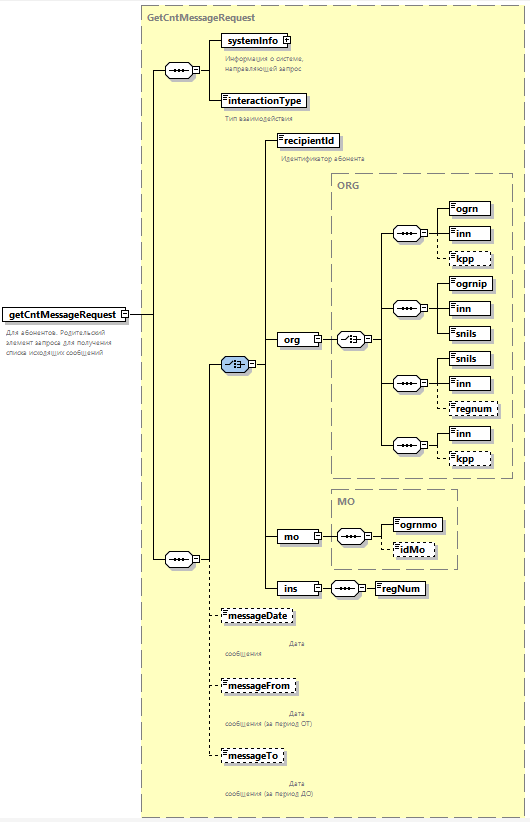 GetCntMessageRequest
systemInfo
Информация о системе,
направляющей запрос
interactionType
Тип взаимодействия
recipientId
Идентификатор абонента
ORG
ogrn
inn
kpp
ogrnip
inn
snils
getCntMessageRequest
Для абонентов. Родительский
элемент запроса для получения
списка исходящих сообщений
org
snils
inn
regnum
inn
kpp
MO
ogrnmo
mo
idMo
ins
regNum
messageDate
Дата
сообщения
messageFrom
Дата
сообщения (за период ОТ)
messageTo
Дата
сообщения (за период ДО)